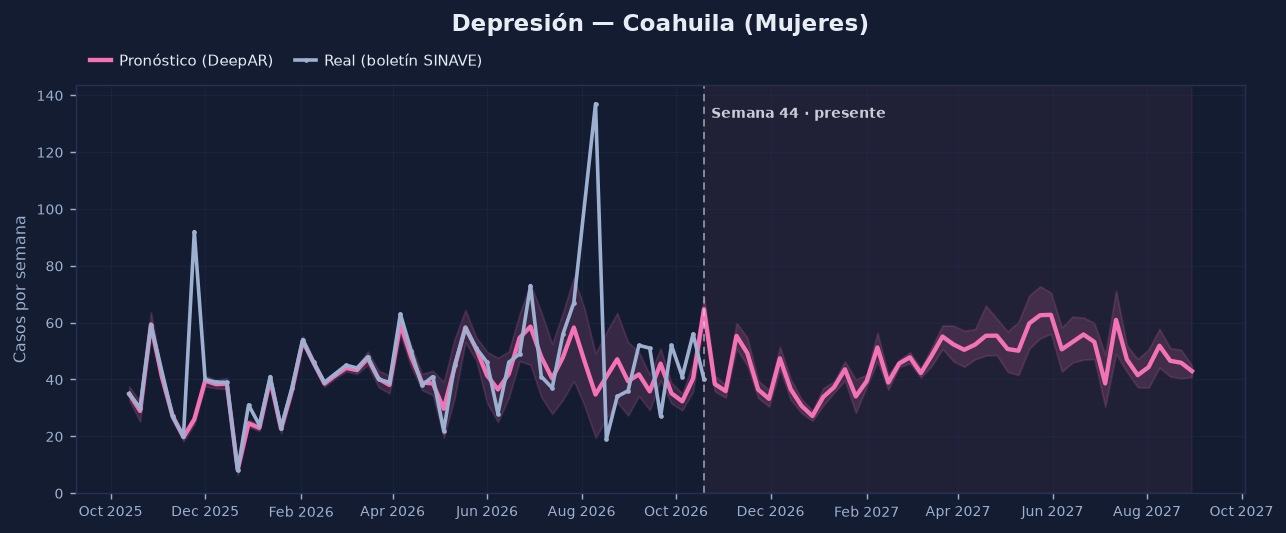 Depresión — Coahuila (Mujeres)
Pronóstico (DeepAR)
Real (boletín SINAVE)
Semana 44 · presente
Casos por semana
140
120
100
80
60
40
20
0
Oct 2025
Dec 2025
Feb 2026
Apr 2026
Jun 2026
Aug 2026
Oct 2026
Dec 2026
Feb 2027
Apr 2027
Jun 2027
Aug 2027
Oct 2027